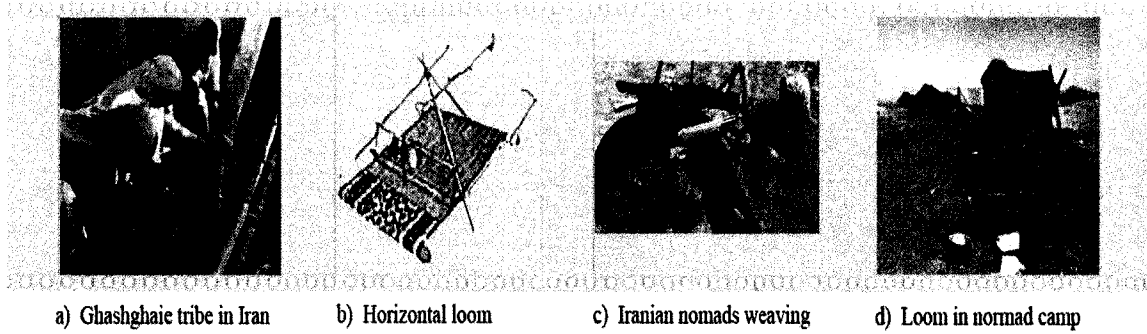 a) Ghashghaie tribe in Iran
b) Horizontal loom
c) Iranian nomads weaving
d) Loom in normad camp